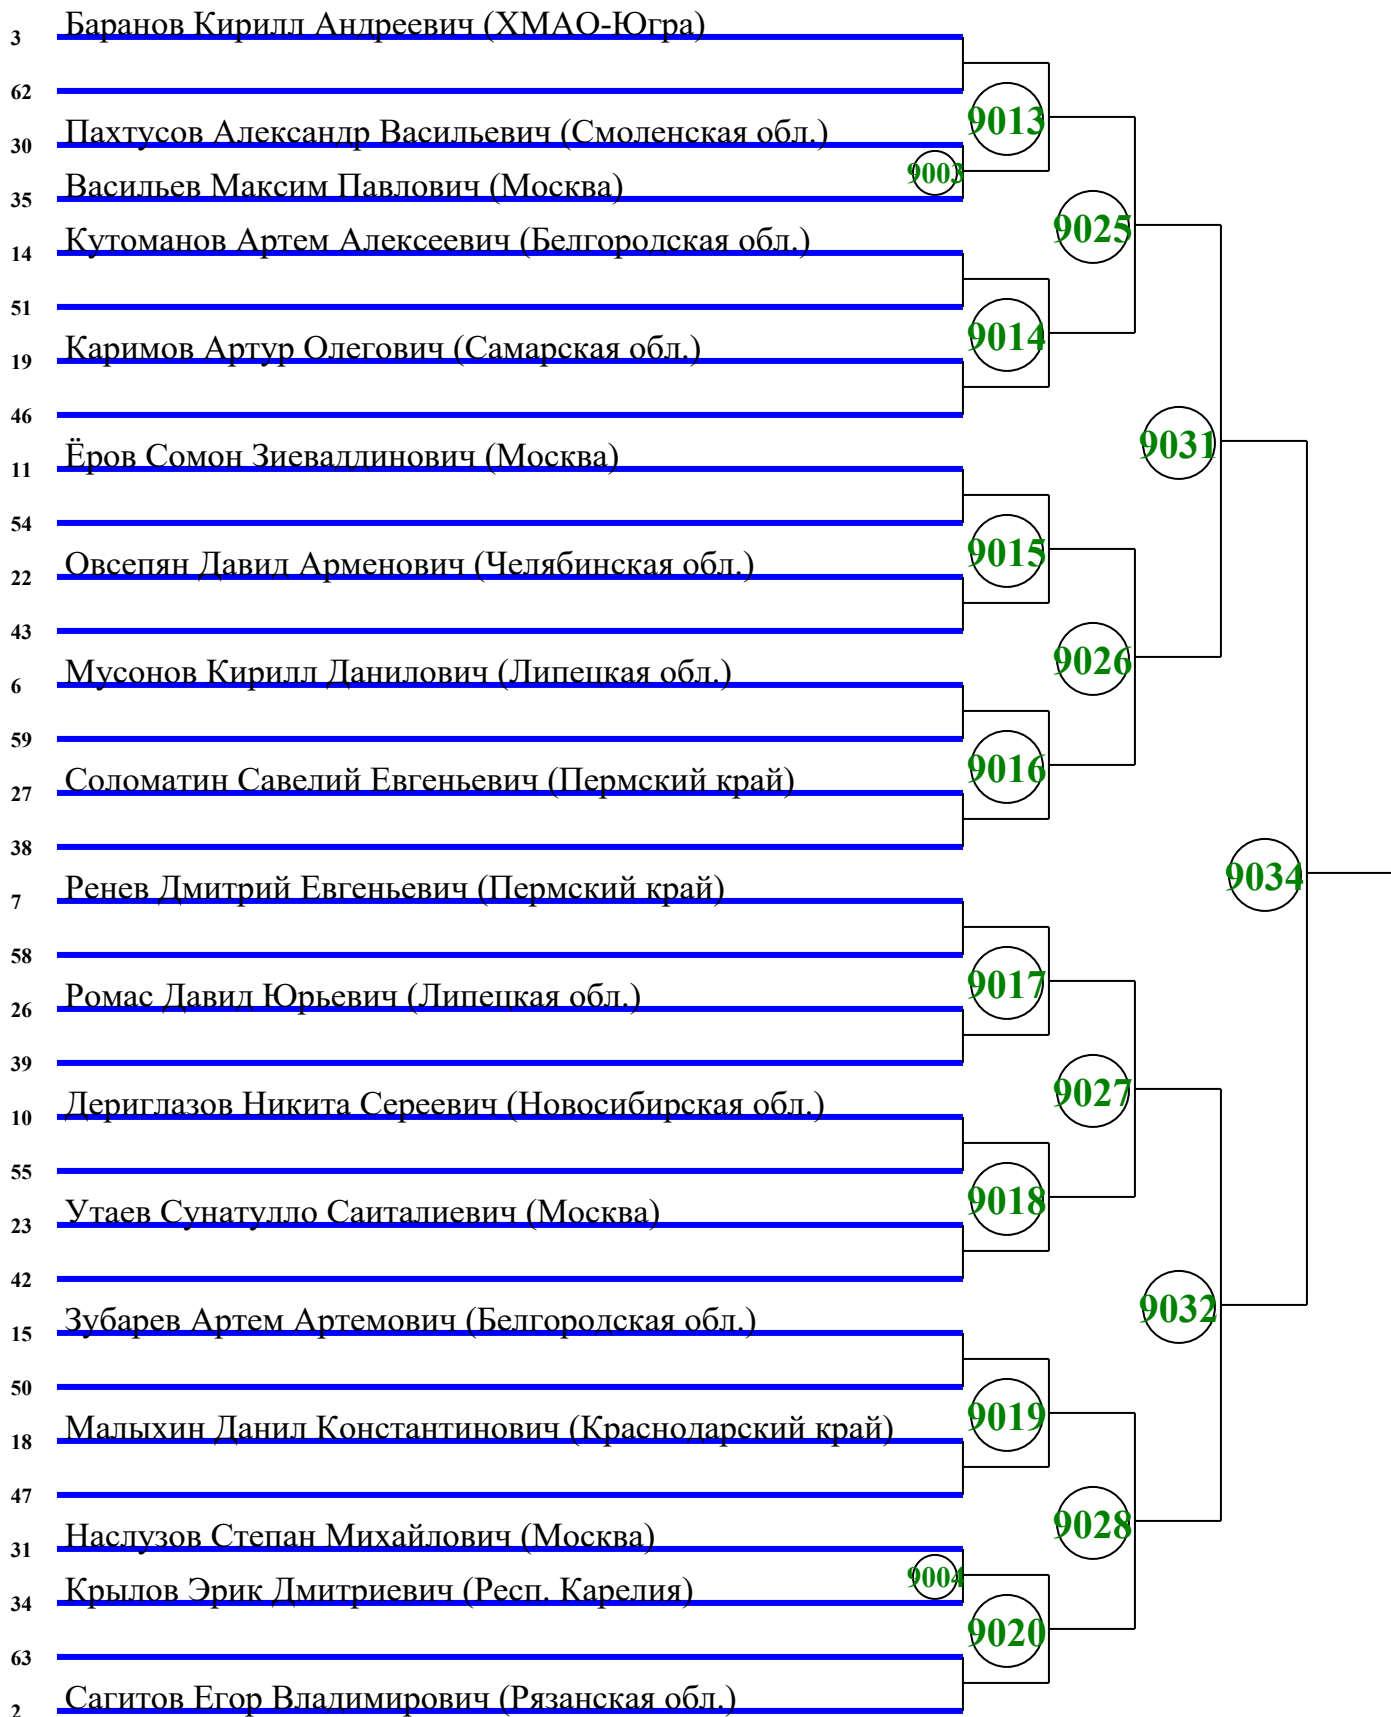 3 Баранов Кирилл Андреевич (ХМАО-Югра)
62
9013
30 Пахтусов Александр Васильевич (Смоленская обл.)
9003
35 Васильев Максим Павлович (Москва)
9025
14 Кутоманов Артем Алексеевич (Белгородская обл.)
51
9014
19 Каримов Артур Олегович (Самарская обл.)
46
9031
11 Ёров Сомон Зиеваддинович (Москва)
54
9015
22 Овсепян Давид Арменович (Челябинская обл.)
43
9026
6 Мусонов Кирилл Данилович (Липецкая обл.)
59
9016
27 Соломатин Савелий Евгеньевич (Пермский край)
38
9034
7 Ренев Дмитрий Евгеньевич (Пермский край)
58
9017
26 Ромас Давид Юрьевич (Липецкая обл.)
39
9027
10 Дериглазов Никита Сереевич (Новосибирская обл.)
55
9018
23 Утаев Сунатулло Саиталиевич (Москва)
42
9032
15 Зубарев Артем Артемович (Белгородская обл.)
50
9019
18 Малыхин Данил Константинович (Краснодарский край)
47
9028
31 Наслузов Степан Михайлович (Москва)
9004
34 Крылов Эрик Дмитриевич (Респ. Карелия)
9020
63
2 Сагитов Егор Владимирович (Рязанская обл.)